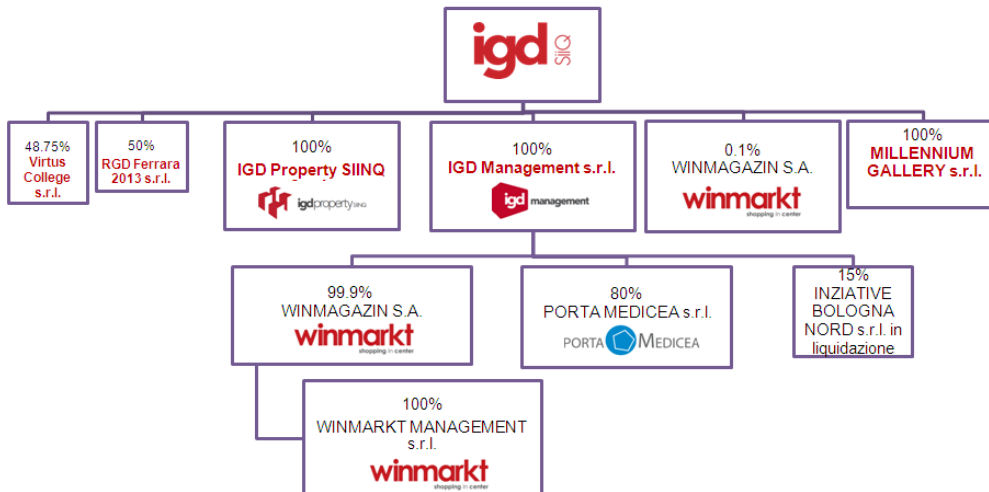 igd SIIQ
48.75%
Virtus
College
s.r.l.
50%
RGD Ferrara
2013 s.r.l.
100%
IGD Property SIINQ
igdpropertySIINQ
100%
IGD Management s.r.l.
igd management
0.1%
WINMAGAZIN S.A.
winmarkt
shopping in center
100%
MILLENNIUM
GALLERY s.r.l.
99.9%
WINMAGAZIN S.A.
winmarkt
shopping in center
80%
PORTA MEDICEA s.r.l.
PORTA MEDICEA
15%
INZIATIVE
BOLOGNA
NORD s.r.l. in
liquidazione
100%
WINMARKT MANAGEMENT
s.r.l.
winmarkt
shopping in center